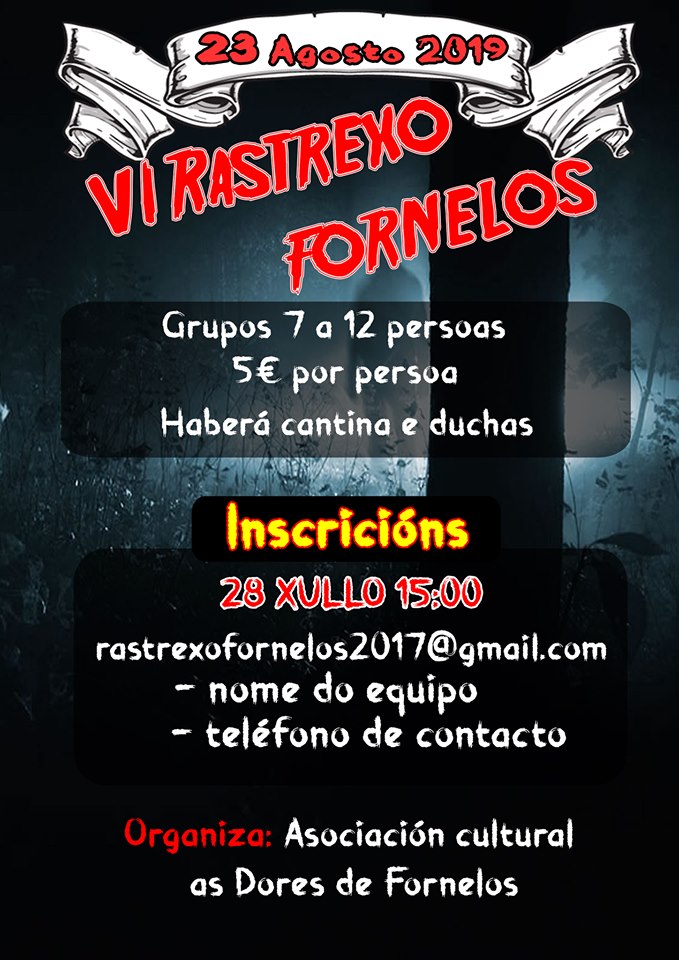 23 Agosto 2019
VI RASTREXO
FORNELOS
Grupos 7 a 12 persoas
5€ por persoa
Haberá cantina e duchas
Inscricións
28 XULLO 15:00
rastrexofornelos2017@gmail.com
- nome do equipo
- teléfono de contacto
Organiza: Asociación cultural
as Dores de Fornelos